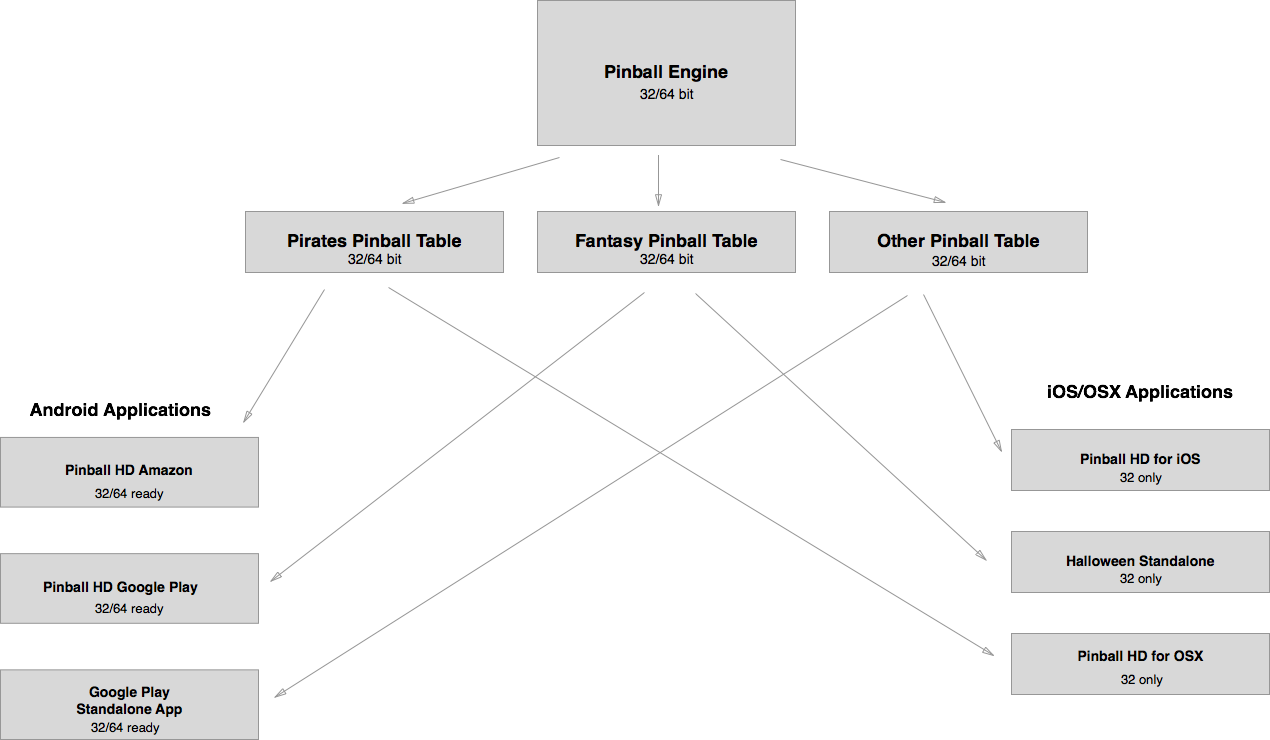 Pinball Engine
32/64 bit
Pirates Pinball Table
32/64 bit
Fantasy Pinball Table
32/64 bit
Other Pinball Table
32/64 bit
Android Applications
Pinball HD Amazon
32/64 ready
Pinball HD Google Play
32/64 ready
Google Play
Standalone App
32/64 ready
iOS/OSX Applications
Pinball HD for iOS
32 only
Halloween Standalone
32 only
Pinball HD for OSX
32 only